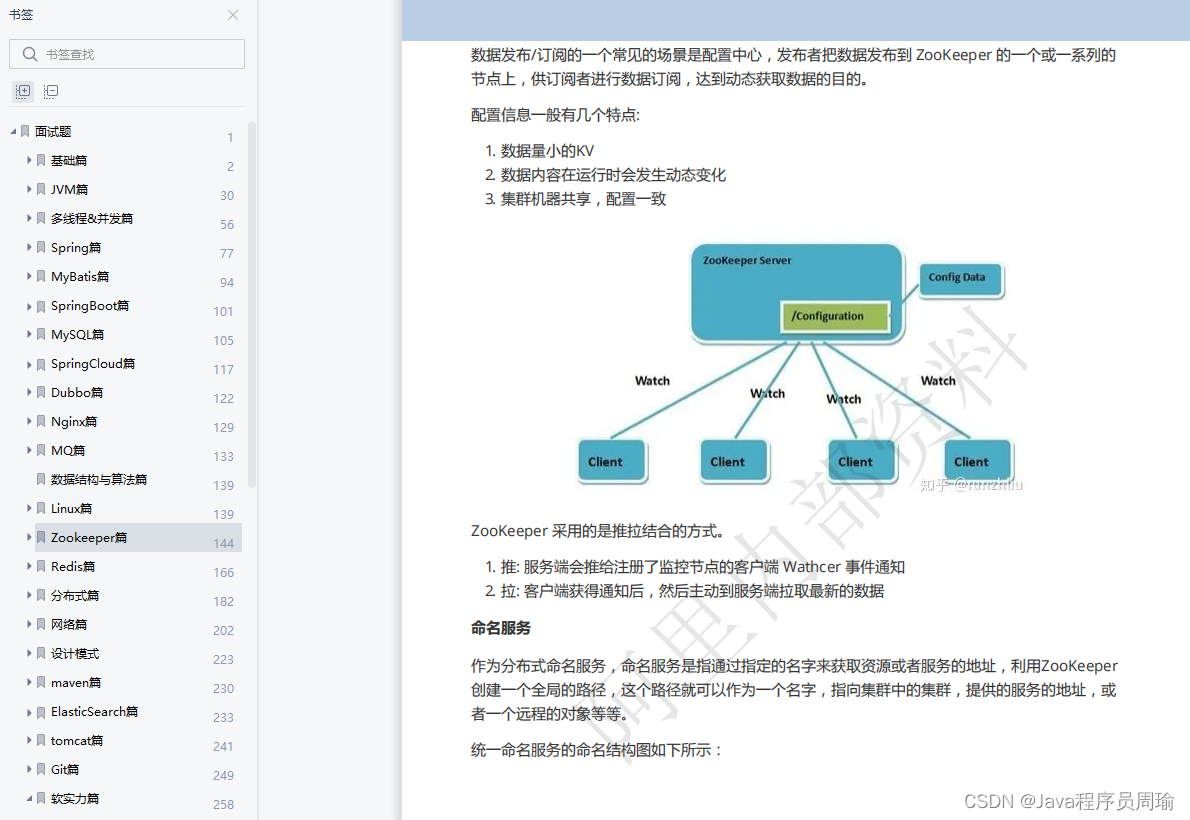 书签
书签查找
面试题 1
基础篇 2
JVM篇 30
多线程&并发篇 56
Spring篇 77
MyBatis篇 94
SpringBoot篇 101
MySQL篇 105
SpringCloud篇 117
Dubbo篇 122
Nginx篇 129
MQ篇 133
数据结构与算法篇 139
Linux篇 139
Zookeeper篇 144
Redis篇 166
分布式篇 182
网络篇 202
设计模式 223
maven篇 230
ElasticSearch篇 233
tomcat篇 241
Git篇 249
软实力篇 258
数据发布/订阅的一个常见的场景是配置中心，发布者把数据发布到 ZooKeeper 的一个或一系列的
节点上，供订阅者进行数据订阅，达到动态获取数据的目的。
配置信息一般有几个特点:
1. 数据量小的KV
2. 数据内容在运行时会发生动态变化
3. 集群机器共享，配置一致
ZooKeeper Server
Config Data
/Configuration
Watch
Watch
Watch
Watch
Client
Client
Client
Client
知乎 @runzhliu
ZooKeeper 采用的是推拉结合的方式。
1. 推: 服务端会推给注册了监控节点的客户端 Wathcer 事件通知
2. 拉: 客户端获得通知后，然后主动到服务端拉取最新的数据
命名服务
作为分布式命名服务，命名服务是指通过指定的名字来获取资源或者服务的地址，利用ZooKeeper
创建一个全局的路径，这个路径就可以作为一个名字，指向集群中的集群，提供的服务的地址，或
者一个远程的对象等等。
统一命名服务的命名结构图如下所示：
阿里内部资料
CSDN @Java程序员周瑜